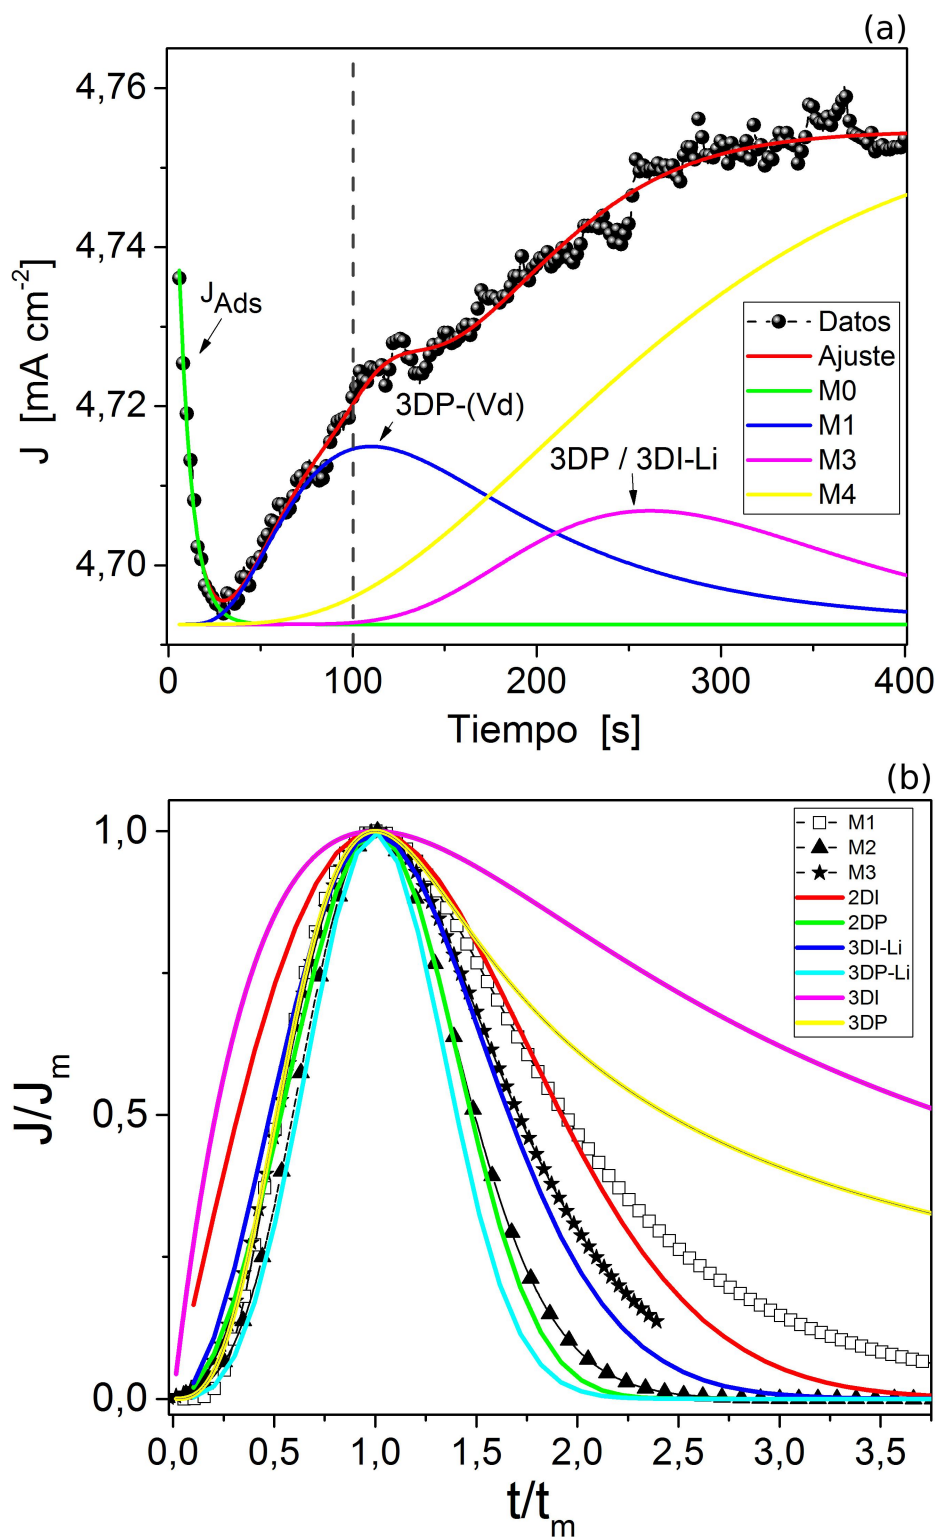 (a)
4,76
4,74
4,72
4,70
J [mA cm-2]
JAds
3DP-(Vd)
3DP / 3DI-Li
Datos
Ajuste
M0
M1
M3
M4
0
100
200
300
400
Tiempo [s]
(b)
1,0
0,5
0,0
J/Jm
M1
M2
M3
2DI
2DP
3DI-Li
3DP-Li
3DI
3DP
0,0
0,5
1,0
1,5
2,0
2,5
3,0
3,5
t/tm